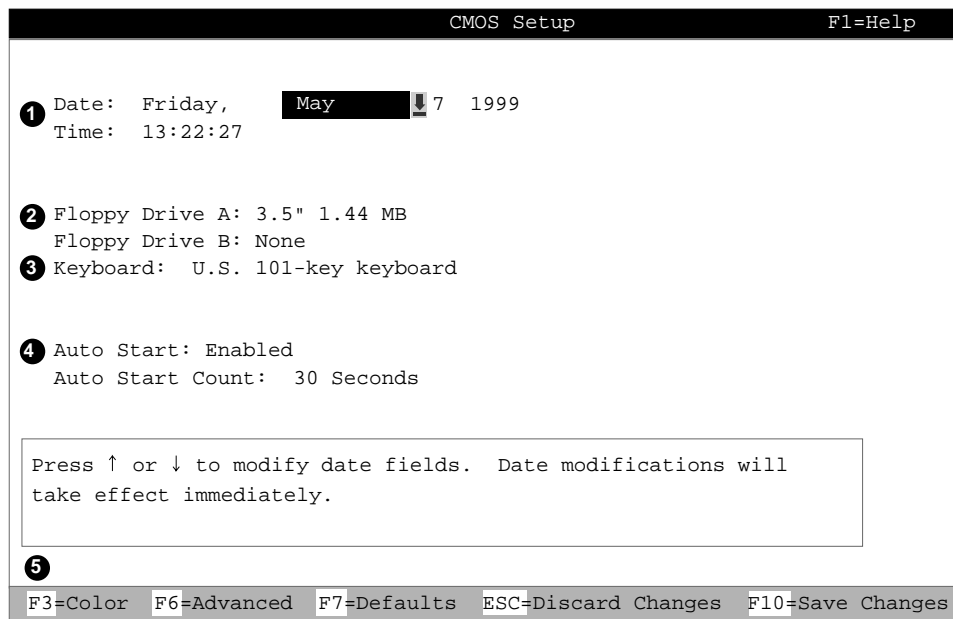 CMOS Setup F1=Help
1 Date: Friday, May 7 1999
Time: 13:22:27
2 Floppy Drive A: 3.5" 1.44 MB
Floppy Drive B: None
3 Keyboard: U.S. 101-key keyboard
4 Auto Start: Enabled
Auto Start Count: 30 Seconds
Press ↑ or ↓ to modify date fields. Date modifications will
take effect immediately.
5
F3=Color F6=Advanced F7=Defaults ESC=Discard Changes F10=Save Changes